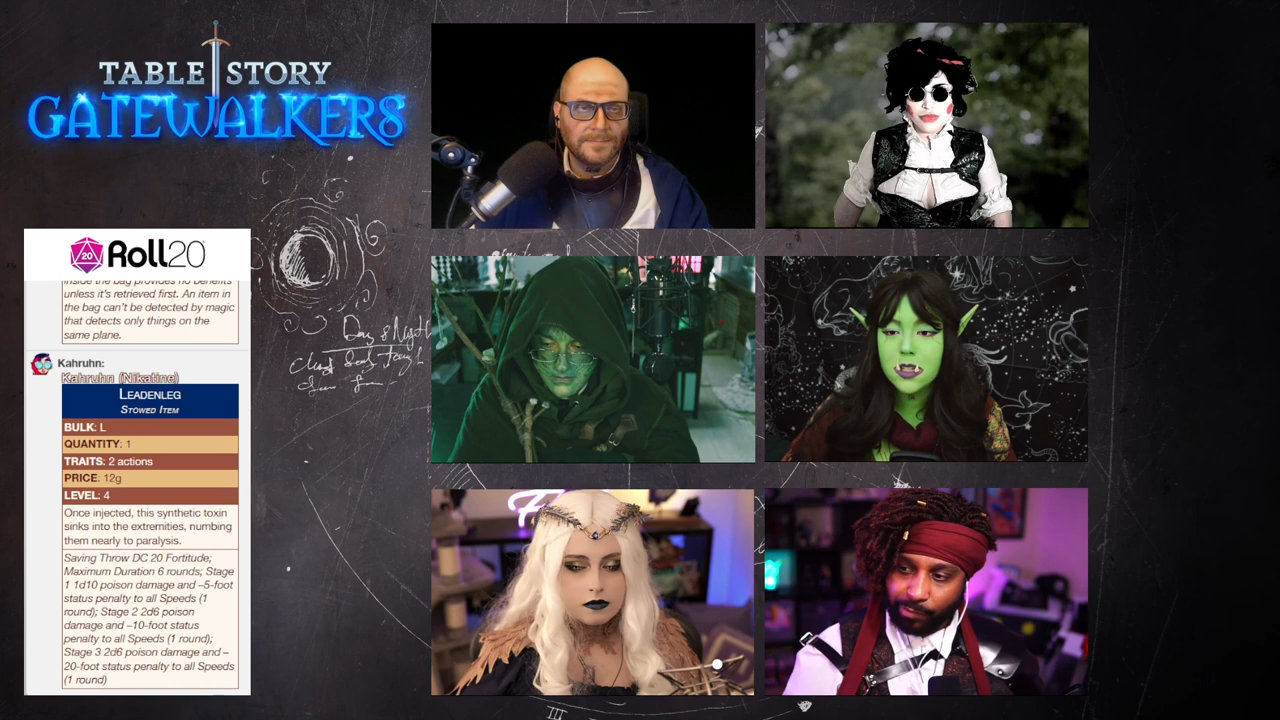 TABLE STORY
GATEWALKERS
20
Roll20
inside the bag provides no benefits
unless it's retrieved first. An item in
the bag can't be detected by magic
that detects only things on the
same plane.
Kahruhn:
Kahruhn (Nikatine)
LEADENLEG
STOWED ITEM
BULK: L
QUANTITY: 1
TRAITS: 2 actions
PRICE: 12g
LEVEL: 4
Once injected, this synthetic toxin
sinks into the extremities, numbing
them nearly to paralysis.
Saving Throw DC 20 Fortitude;
Maximum Duration 6 rounds; Stage
1 1d10 poison damage and –5-foot
status penalty to all Speeds (1
round); Stage 2 2d6 poison
damage and –10-foot status
penalty to all Speeds (1 round);
Stage 3 2d6 poison damage and –
20-foot status penalty to all Speeds
(1 round)